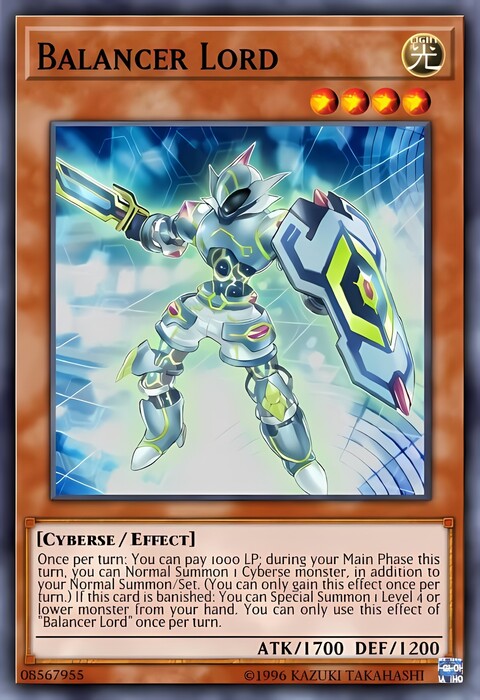 BALANCER LORD
光
[CYBERSE / EFFECT]
Once per turn: You can pay 1000 LP; during your Main Phase this
turn, you can Normal Summon 1 Cyberse monster, in addition to
your Normal Summon/Set. (You can only gain this effect once per
turn.) If this card is banished: You can Special Summon 1 Level 4 or
lower monster from your hand. You can only use this effect of
"Balancer Lord" once per turn.
ATK/1700 DEF/1200
08567955
©1996 KAZUKI TAKAHASHI